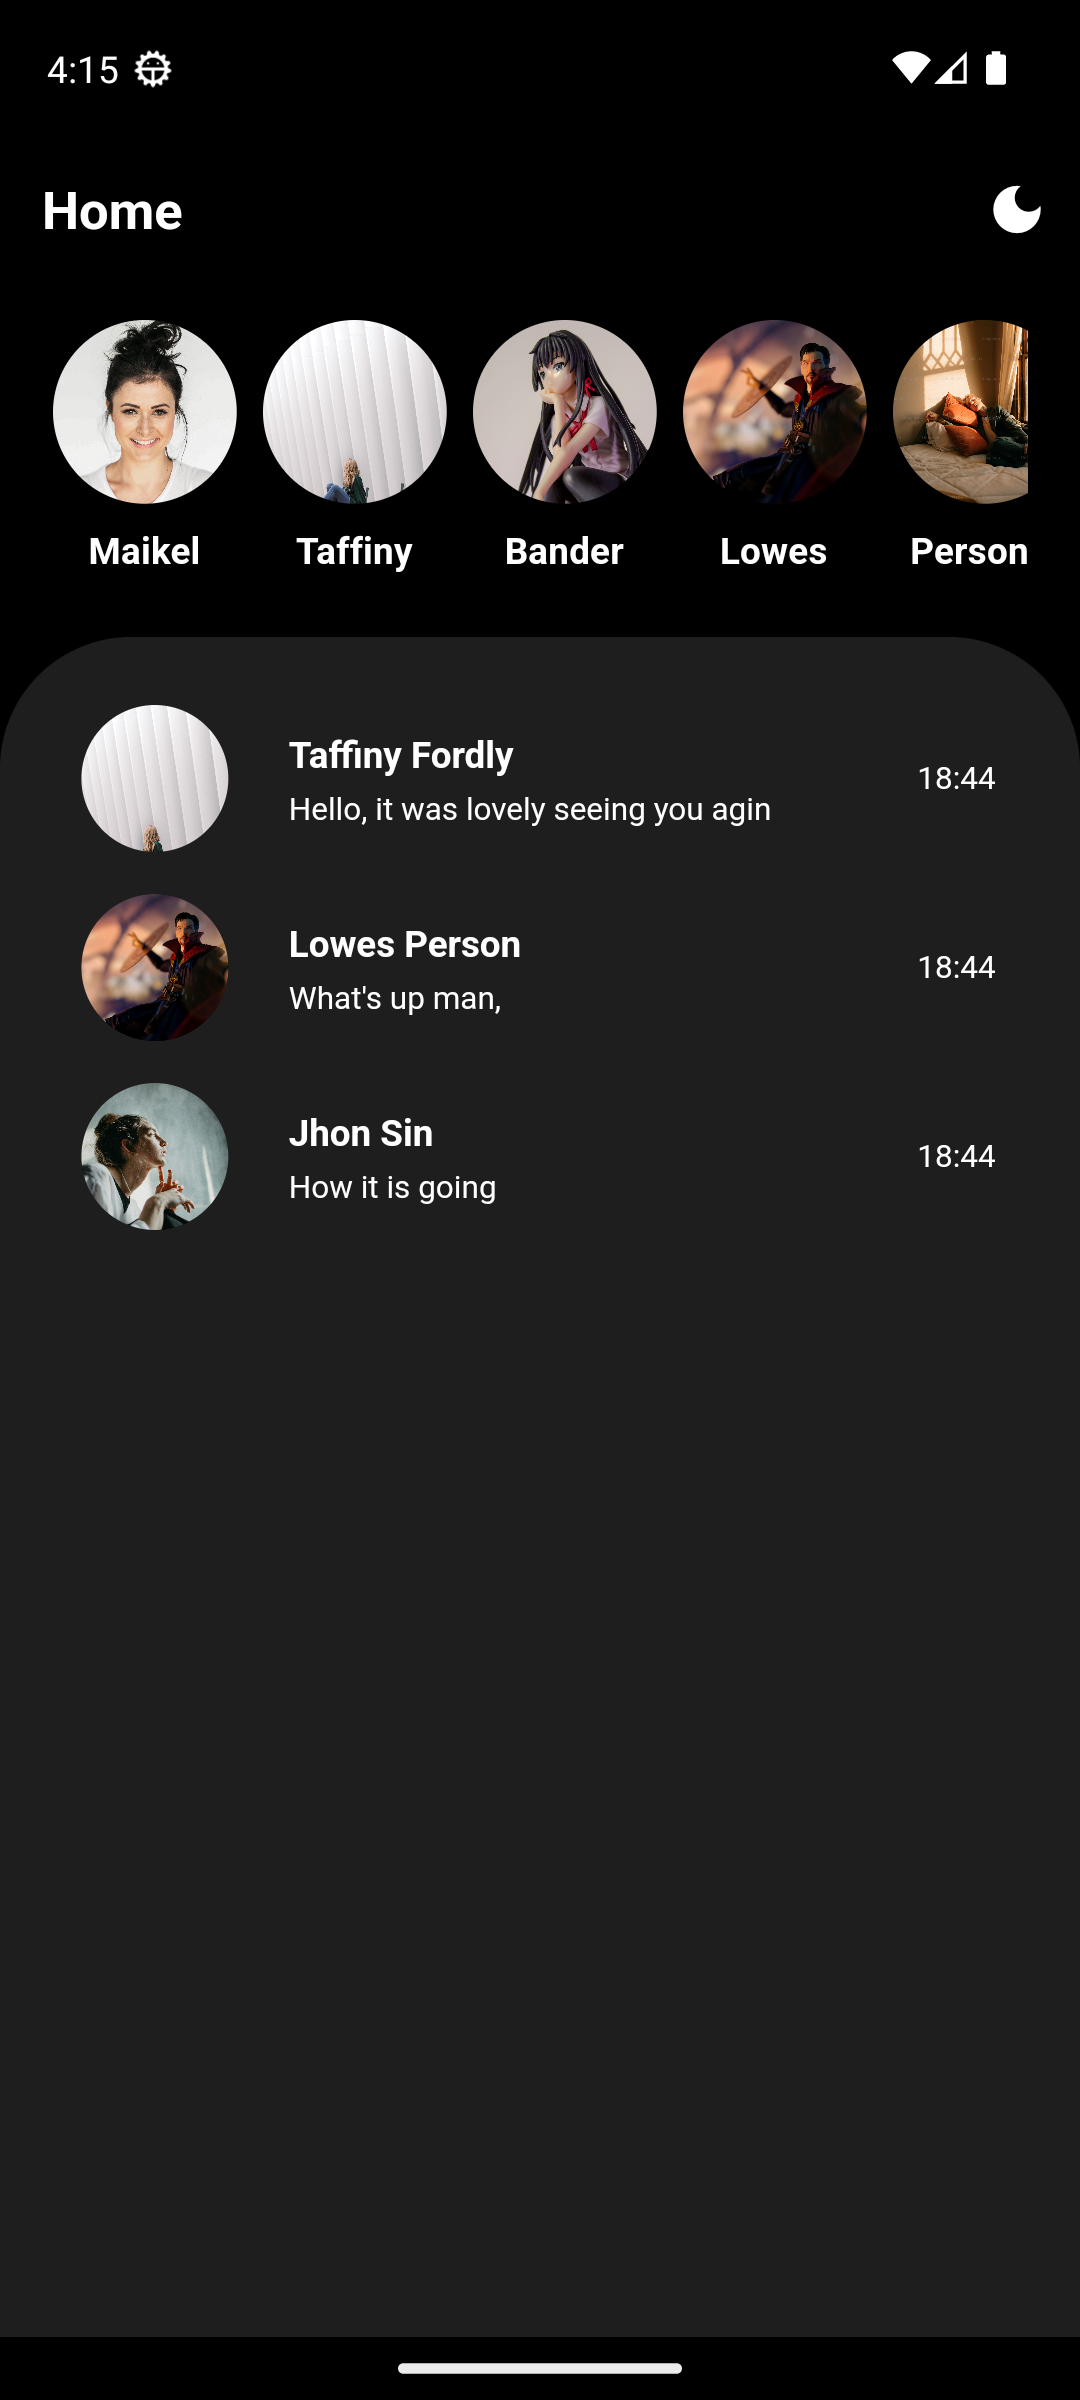 4:15
Home
Maikel Taffiny Bander Lowes Person
Taffiny Fordly
Hello, it was lovely seeing you agin
18:44
Lowes Person
What's up man,
18:44
Jhon Sin
How it is going
18:44